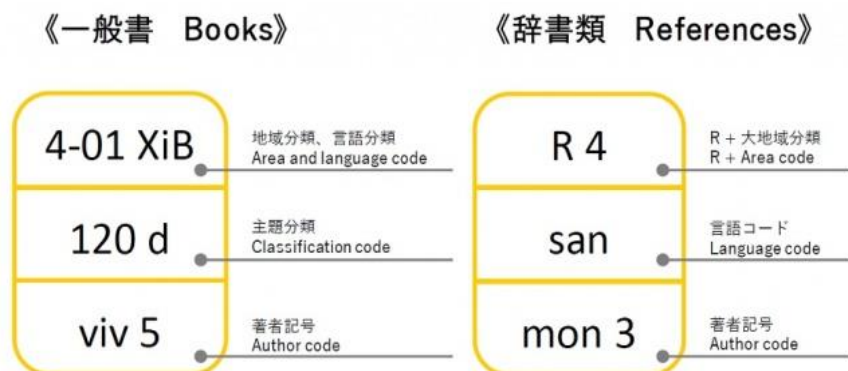 《一般書　Books》
4-01 XiB
地域分類、言語分類
Area and language code
120 d
主題分類
Classification code
viv 5
著者記号
Author code
《辞書類　References》
R 4
R + 大地域分類
R + Area code
san
言語コード
Language code
mon 3
著者記号
Author code